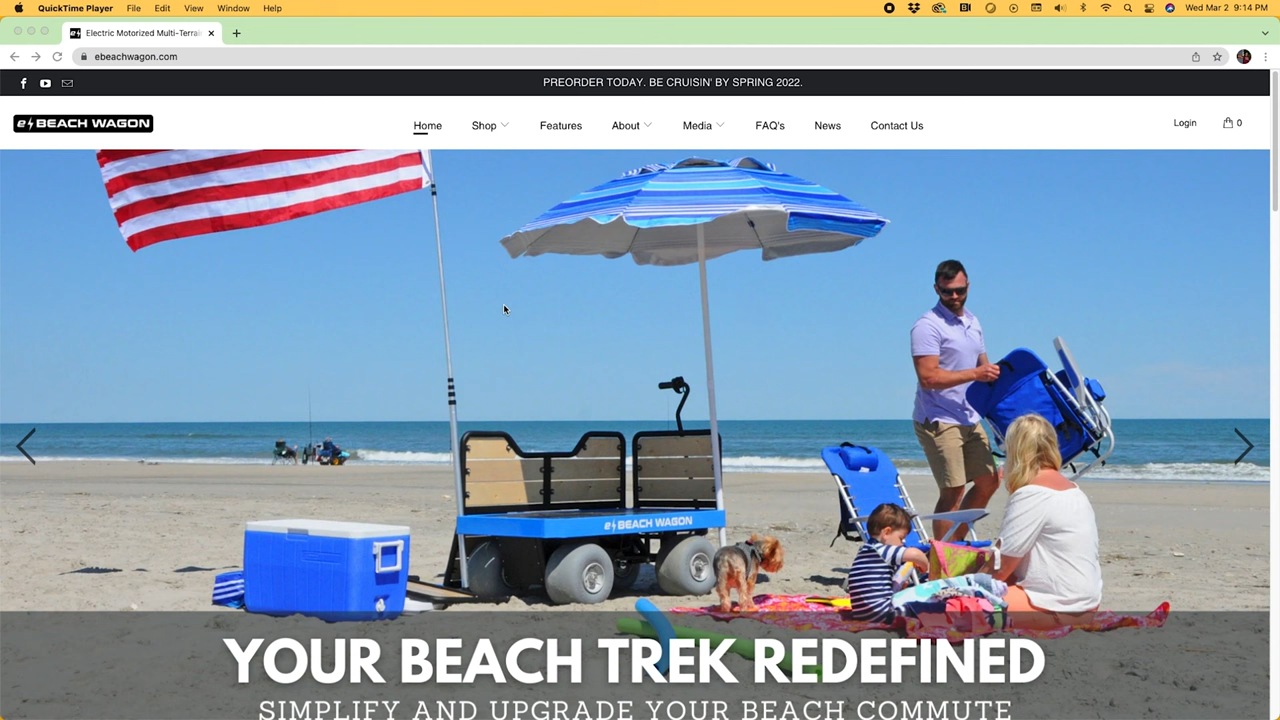 QuickTime Player File Edit View Window Help Wed Mar 2 9:14 PM
Electric Motorized Multi-Terrai
ebeachwagon.com
PREORDER TODAY. BE CRUISIN' BY SPRING 2022.
e BEACH WAGON Home Shop Features About Media FAQ's News Contact Us Login 0
e BEACH WAGON
YOUR BEACH TREK REDEFINED
SIMPLIFY AND UPGRADE YOUR BEACH COMMUTE